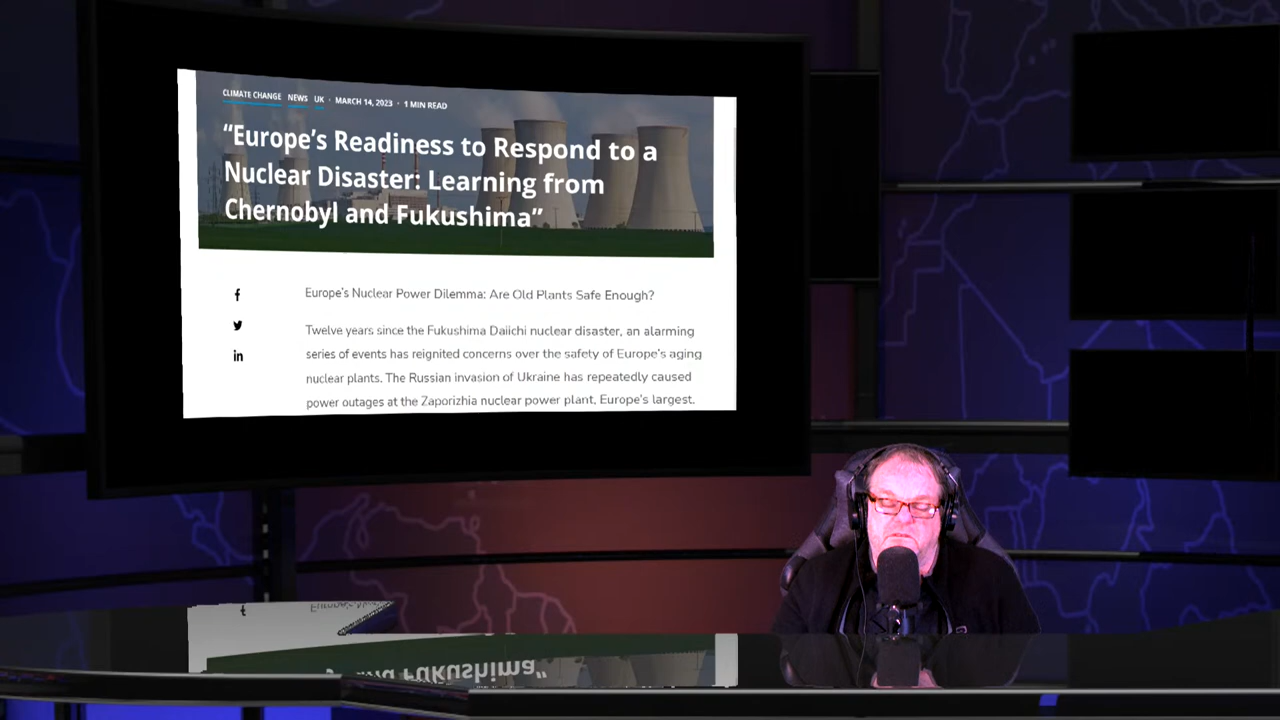 CLIMATE CHANGE NEWS UK · MARCH 14, 2023 · 1 MIN READ
“Europe’s Readiness to Respond to a
Nuclear Disaster: Learning from
Chernobyl and Fukushima”
Europe’s Nuclear Power Dilemma: Are Old Plants Safe Enough?
Twelve years since the Fukushima Daiichi nuclear disaster, an alarming
series of events has reignited concerns over the safety of Europe’s aging
nuclear plants. The Russian invasion of Ukraine has repeatedly caused
power outages at the Zaporizhia nuclear power plant, Europe’s largest.